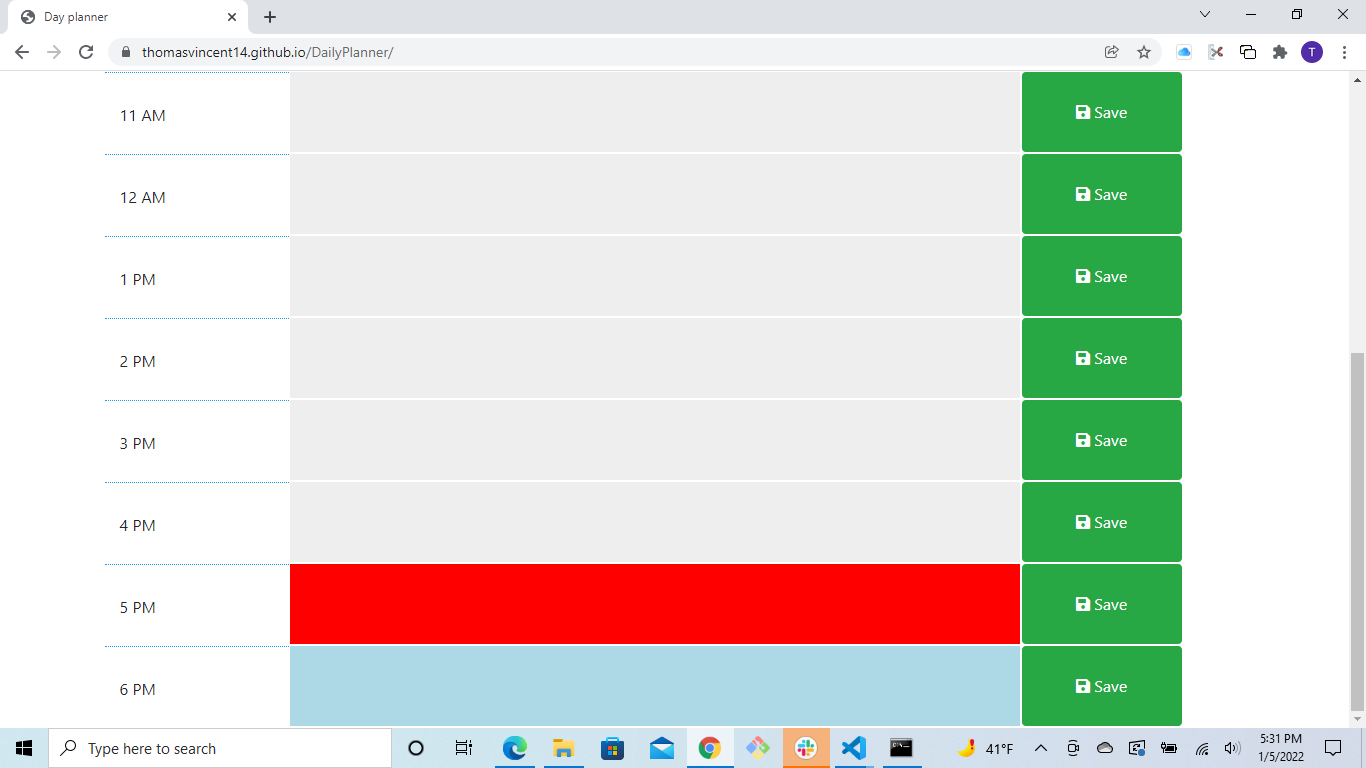 Day planner
thomasvincent14.github.io/DailyPlanner/
T
11 AM
Save
12 AM
Save
1 PM
Save
2 PM
Save
3 PM
Save
4 PM
Save
5 PM
Save
6 PM
Save
Type here to search
41°F
5:31 PM
1/5/2022